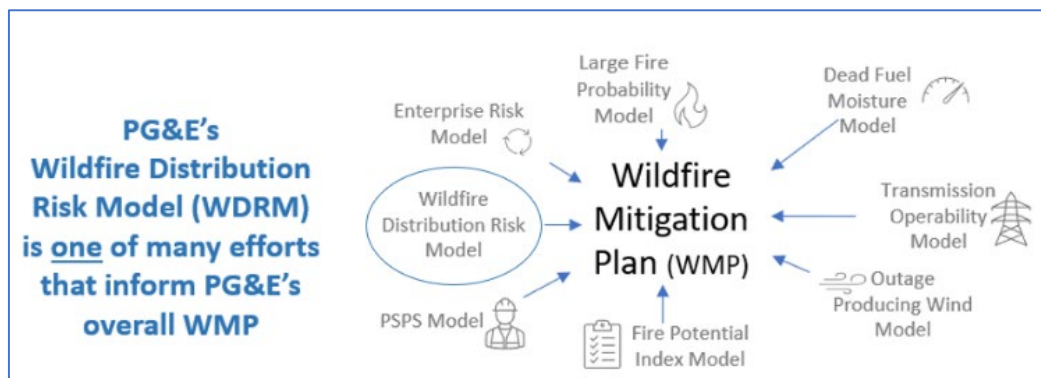 PG&E's
Wildfire Distribution
Risk Model (WDRM)
is one of many efforts
that inform PG&E's
overall WMP
Large Fire
Probability
Model
Dead Fuel
Moisture
Model
Enterprise Risk
Model
Wildfire
Mitigation
Plan (WMP)
Wildfire
Distribution Risk
Model
Transmission
Operability
Model
PSPS Model
Fire Potential
Index Model
Outage
Producing Wind
Model